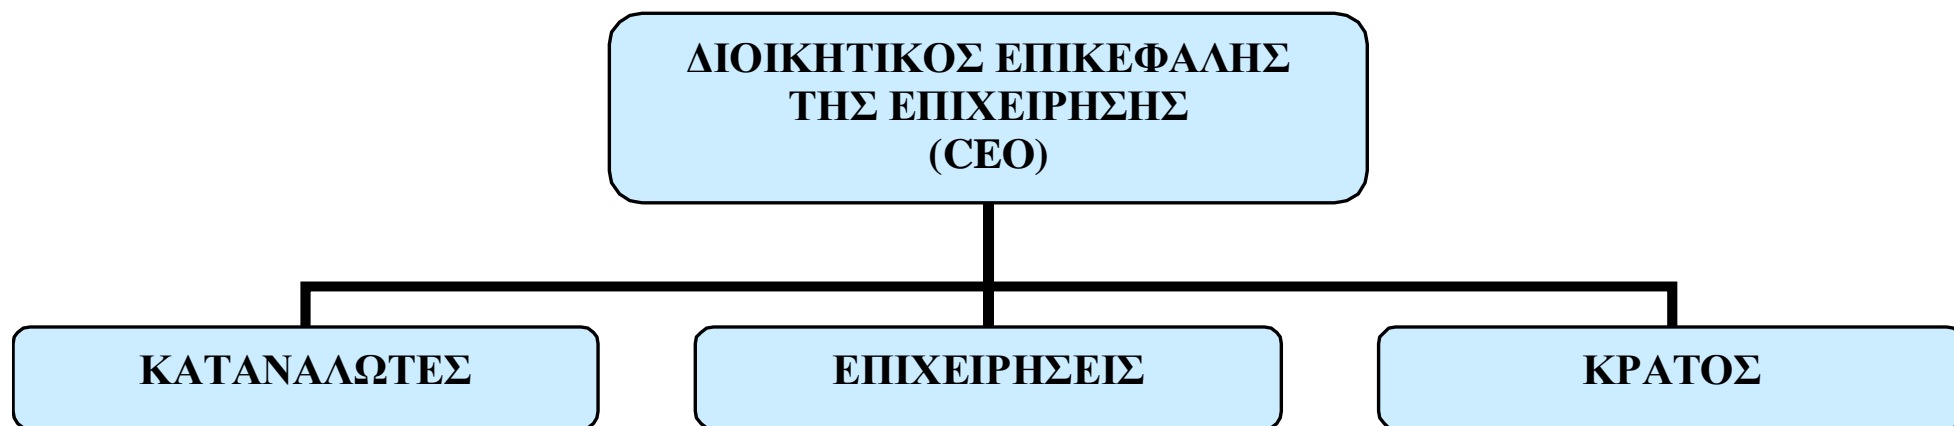 ΔΙΟΙΚΗΤΙΚΟΣ ΕΠΙΚΕΦΑΛΗΣ
ΤΗΣ ΕΠΙΧΕΙΡΗΣΗΣ
(CEO)
ΚΑΤΑΝΑΛΩΤΕΣ
ΕΠΙΧΕΙΡΗΣΕΙΣ
ΚΡΑΤΟΣ